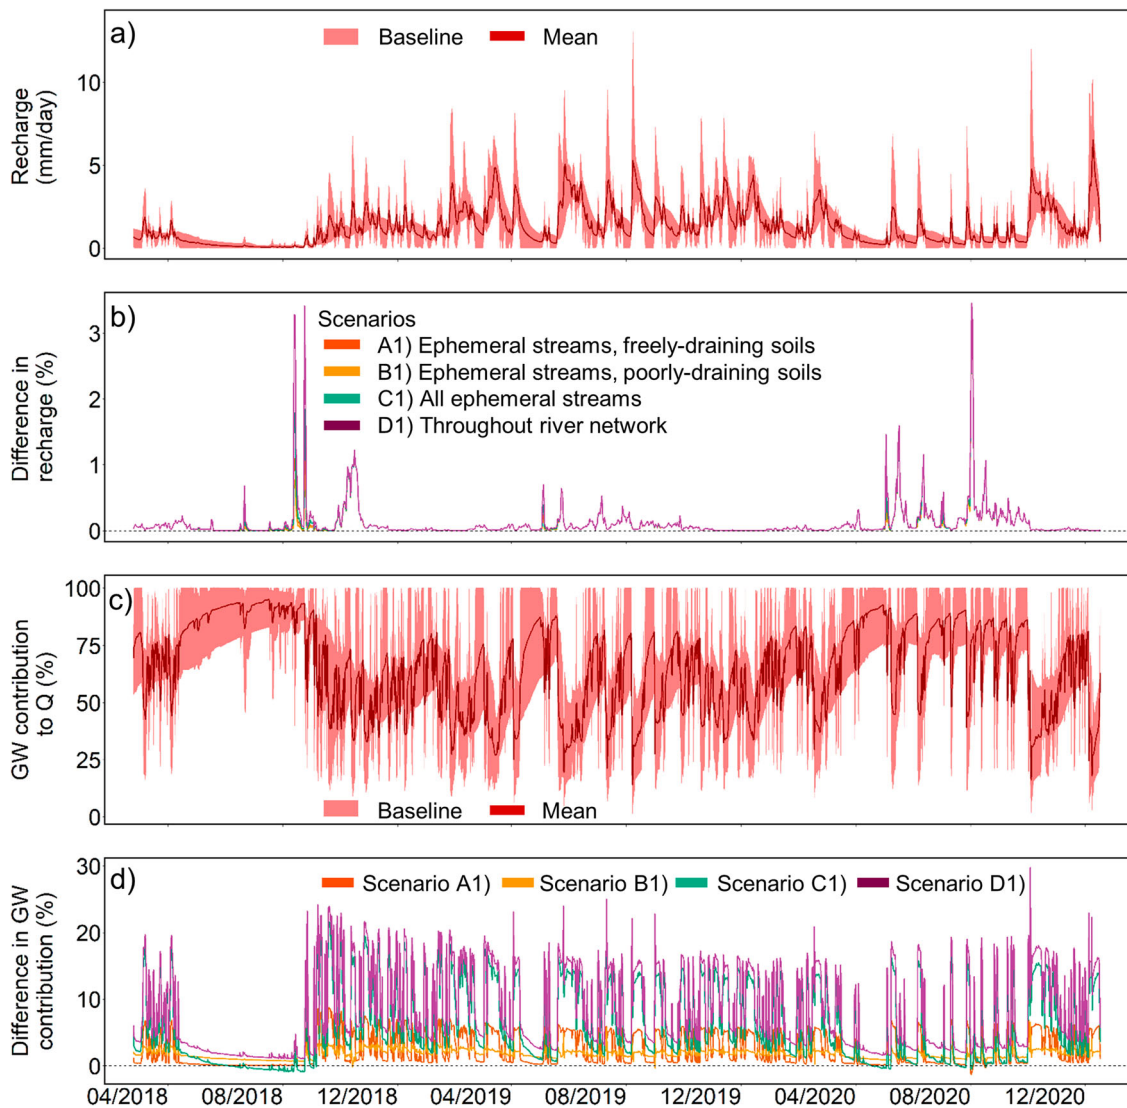 a)
Baseline Mean
Recharge
(mm/day)
10
5
0
b)
Scenarios
A1) Ephemeral streams, freely-draining soils
B1) Ephemeral streams, poorly-draining soils
C1) All ephemeral streams
D1) Throughout river network
Difference in
recharge (%)
3
2
1
0
c)
GW contribution
to Q (%)
100
75
50
25
0
Baseline Mean
d)
Scenario A1) Scenario B1) Scenario C1) Scenario D1)
Difference in GW
contribution (%)
30
20
10
0
04/2018 08/2018 12/2018 04/2019 08/2019 12/2019 04/2020 08/2020 12/2020